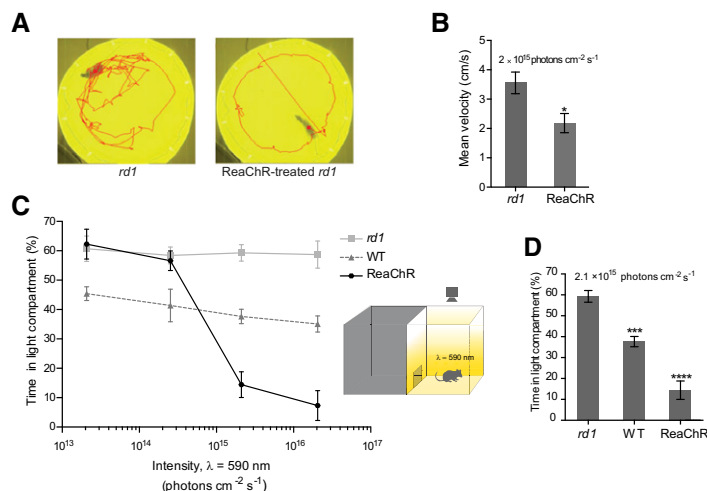 A
rd1
ReaChR-treated rd1
B
Mean velocity (cm/s)
5
4
3
2
1
0
2 × 10¹⁵photons cm⁻² s⁻¹
*
rd1
ReaChR
C
Time in light compartment (%)
70
60
50
40
30
20
10
0
10¹³
10¹⁴
10¹⁵
10¹⁶
10¹⁷
Intensity, λ = 590 nm
(photons cm⁻² s⁻¹)
rd1
WT
ReaChR
λ = 590 nm
D
Time in light compartment (%)
70
60
50
40
30
20
10
0
2.1 ×10¹⁵ photons cm⁻² s⁻¹
***
****
rd1
WT
ReaChR